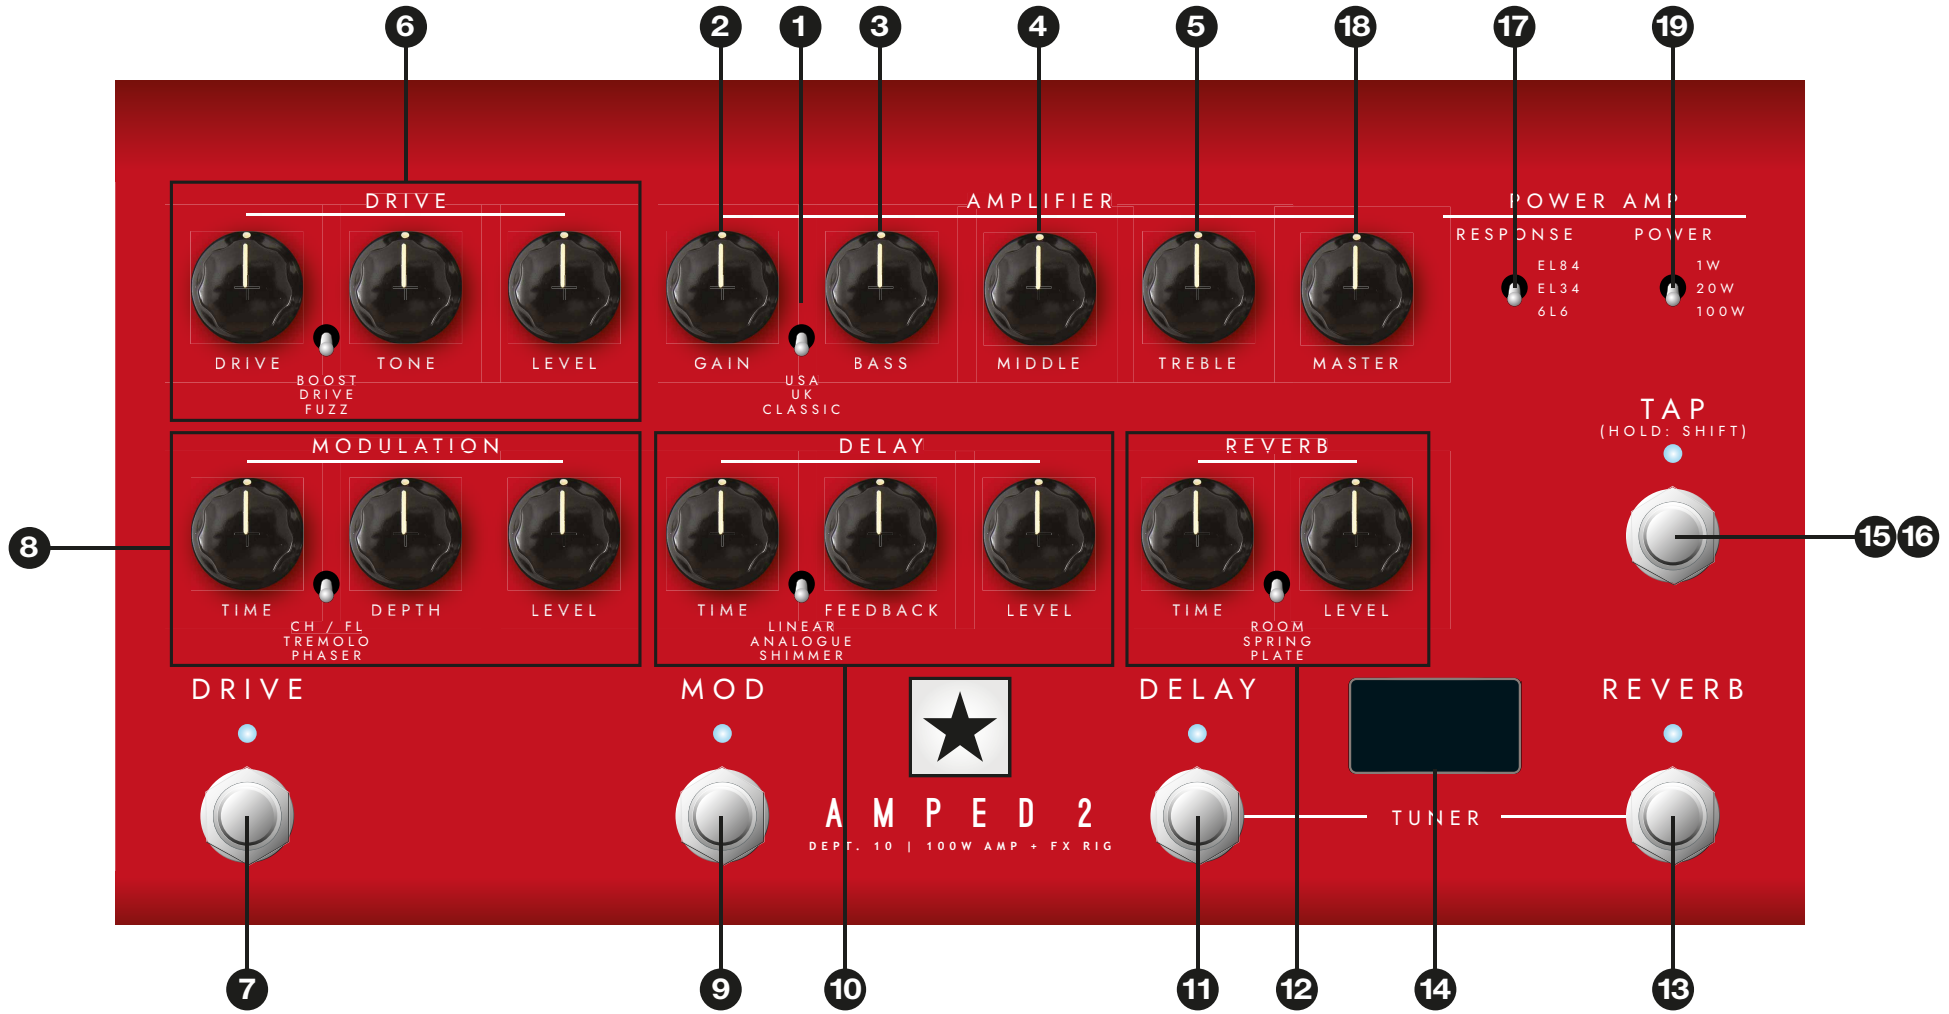 6 2 1 3 4 5 18 17 19
DRIVE AMPLIFIER POWER AMP
RESPONSE POWER
EL84 1W
EL34 20W
6L6 100W
DRIVE TONE LEVEL GAIN BASS MIDDLE TREBLE MASTER
BOOST USA
DRIVE UK
FUZZ CLASSIC
TAP
(HOLD: SHIFT)
MODULATION DELAY REVERB
8 15 16
TIME DEPTH LEVEL TIME FEEDBACK LEVEL TIME LEVEL
CH / FL LINEAR ROOM
TREMOLO ANALOGUE SPRING
PHASER SHIMMER PLATE
DRIVE MOD DELAY REVERB
AMPED 2
TUNER
DEPT. 10 | 100W AMP + FX RIG
7 9 10 11 12 14 13